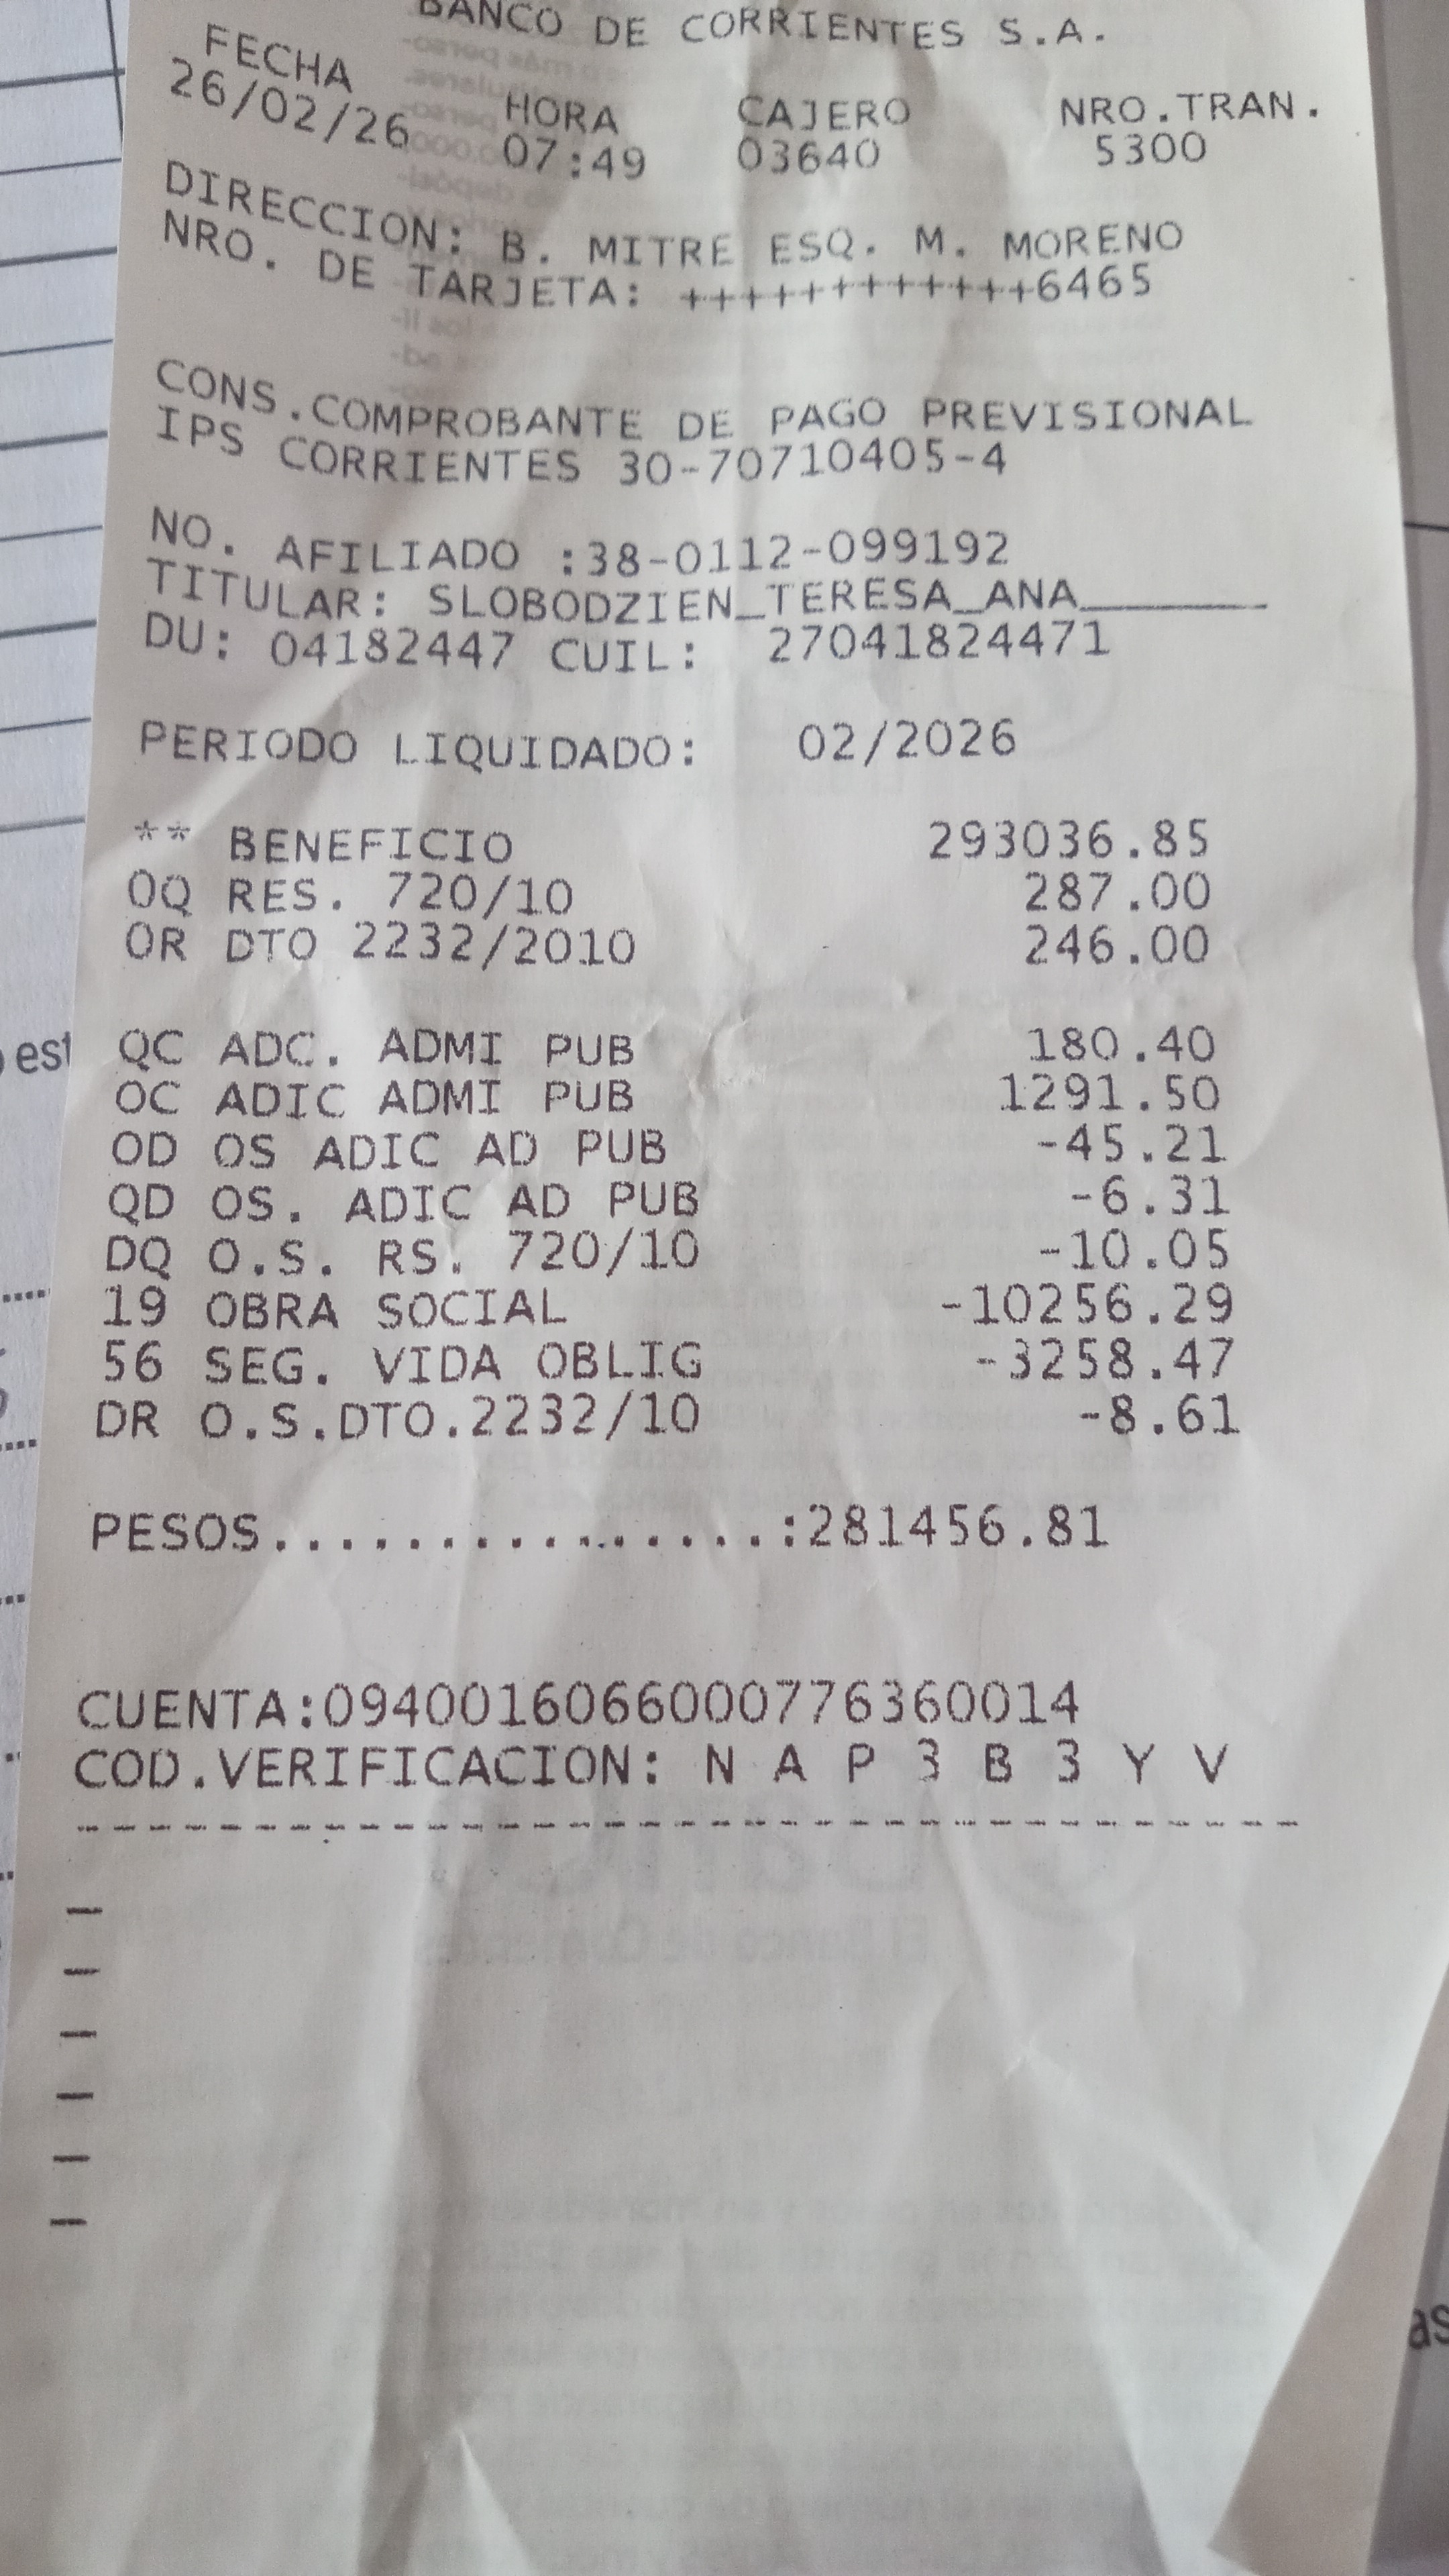 BANCO DE CORRIENTES S.A.
FECHA HORA CAJERO NRO.TRAN.
26/02/26 07:49 03640 5300
DIRECCION: B. MITRE ESQ. M. MORENO
NRO. DE TARJETA: ++++++++++++6465
CONS.COMPROBANTE DE PAGO PREVISIONAL
IPS CORRIENTES 30-70710405-4
NO. AFILIADO :38-0112-099192
TITULAR: SLOBODZIEN_TERESA_ANA________
DU: 04182447 CUIL: 27041824471
PERIODO LIQUIDADO: 02/2026
** BENEFICIO 293036.85
0Q RES. 720/10 287.00
0R DTO 2232/2010 246.00
QC ADC. ADMI PUB 180.40
0C ADIC ADMI PUB 1291.50
0D OS ADIC AD PUB -45.21
QD OS. ADIC AD PUB -6.31
DQ O.S. RS. 720/10 -10.05
19 OBRA SOCIAL -10256.29
56 SEG. VIDA OBLIG -3258.47
DR O.S.DTO.2232/10 -8.61
PESOS................:281456.81
CUENTA:0940016066000776360014
COD.VERIFICACION: N A P 3 B 3 Y V
est
as